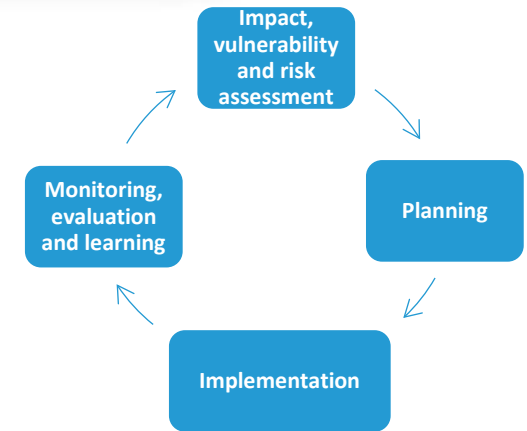 Impact,
vulnerability
and risk
assessment
Planning
Implementation
Monitoring,
evaluation
and learning